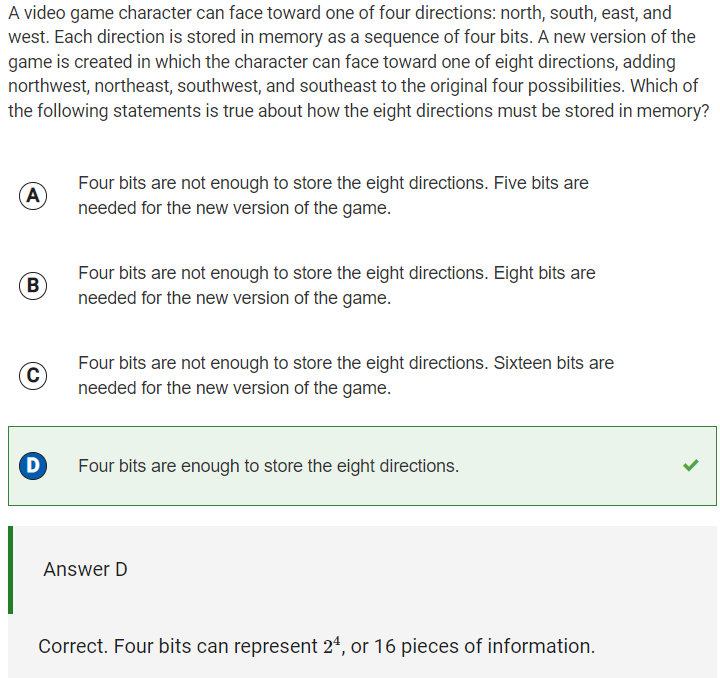 A video game character can face toward one of four directions: north, south, east, and
west. Each direction is stored in memory as a sequence of four bits. A new version of the
game is created in which the character can face toward one of eight directions, adding
northwest, northeast, southwest, and southeast to the original four possibilities. Which of
the following statements is true about how the eight directions must be stored in memory?
A
Four bits are not enough to store the eight directions. Five bits are
needed for the new version of the game.
B
Four bits are not enough to store the eight directions. Eight bits are
needed for the new version of the game.
C
Four bits are not enough to store the eight directions. Sixteen bits are
needed for the new version of the game.
D
Four bits are enough to store the eight directions.
Answer D
Correct. Four bits can represent 2⁴, or 16 pieces of information.